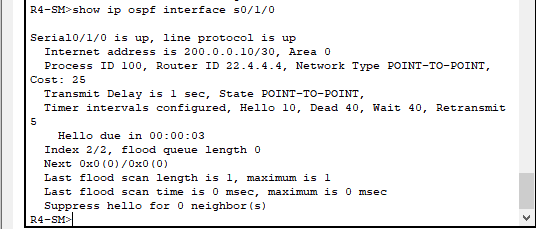 R4-SM>show ip ospf interface s0/1/0
Serial0/1/0 is up, line protocol is up
Internet address is 200.0.0.10/30, Area 0
Process ID 100, Router ID 22.4.4.4, Network Type POINT-TO-POINT,
Cost: 25
Transmit Delay is 1 sec, State POINT-TO-POINT,
Timer intervals configured, Hello 10, Dead 40, Wait 40, Retransmit
5
Hello due in 00:00:03
Index 2/2, flood queue length 0
Next 0x0(0)/0x0(0)
Last flood scan length is 1, maximum is 1
Last flood scan time is 0 msec, maximum is 0 msec
Suppress hello for 0 neighbor(s)
R4-SM>